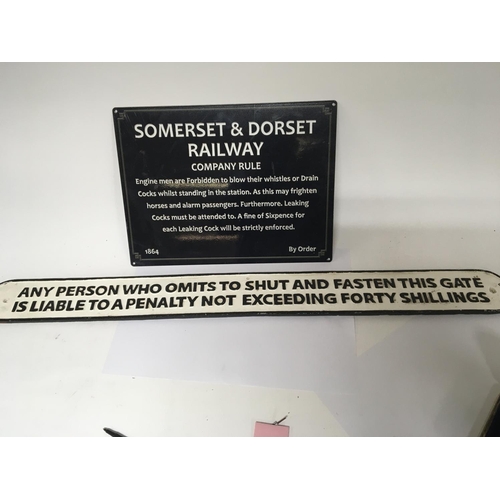 SOMERSET & DORSET
RAILWAY
COMPANY RULE
Engine men are Forbidden to blow their whistles or Drain
Cocks whilst standing in the station. As this may frighten
horses and alarm passengers. Furthermore. Leaking
Cocks must be attended to. A fine of Sixpence for
each Leaking Cock will be strictly enforced.
1864 By Order
ANY PERSON WHO OMITS TO SHUT AND FASTEN THIS GATE
IS LIABLE TO A PENALTY NOT EXCEEDING FORTY SHILLINGS